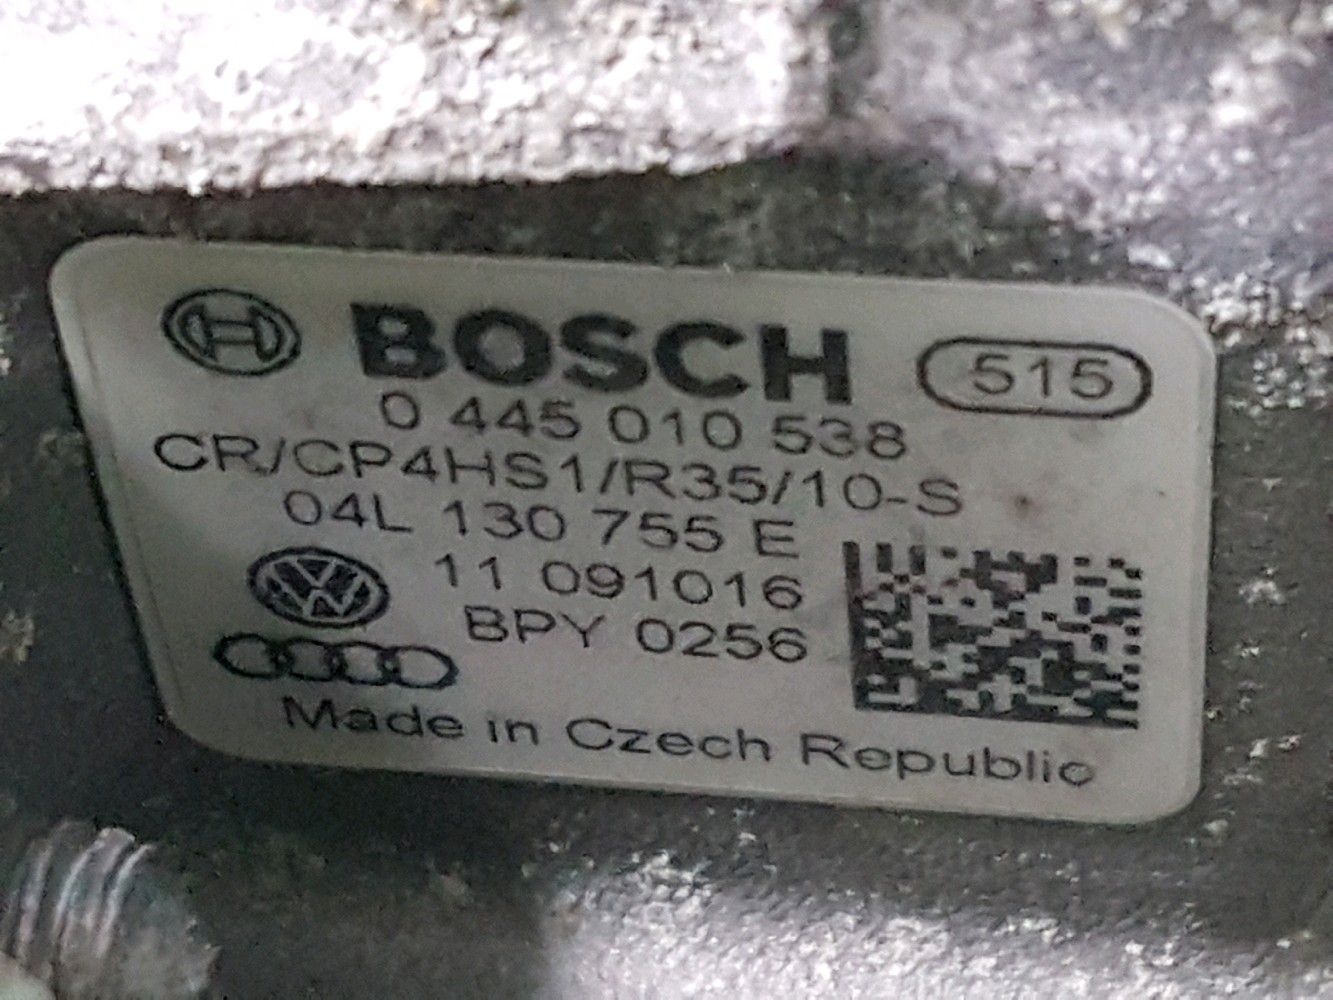 BOSCH 515
0 445 010 538
CR/CP4HS1/R35/10-S
04L 130 755 E
11 091016
BPY 0256
Made in Czech Republic